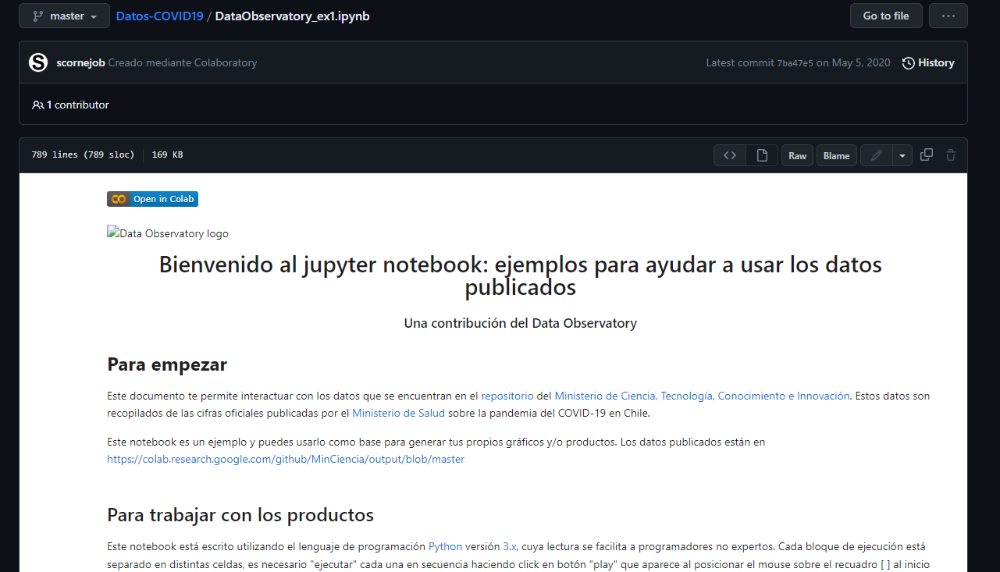 master Datos-COVID19 / DataObservatory_ex1.ipynb Go to file ...
S scornejob Creado mediante Colaboratory Latest commit 7ba47e5 on May 5, 2020 History
1 contributor
789 lines (789 sloc) 169 KB <> Raw Blame
Open in Colab
Data Observatory logo
Bienvenido al jupyter notebook: ejemplos para ayudar a usar los datos
publicados
Una contribución del Data Observatory
Para empezar
Este documento te permite interactuar con los datos que se encuentran en el repositorio del Ministerio de Ciencia, Tecnología, Conocimiento e Innovación. Estos datos son
recopilados de las cifras oficiales publicadas por el Ministerio de Salud sobre la pandemia del COVID-19 en Chile.
Este notebook es un ejemplo y puedes usarlo como base para generar tus propios gráficos y/o productos. Los datos publicados están en
https://colab.research.google.com/github/MinCiencia/output/blob/master
Para trabajar con los productos
Este notebook está escrito utilizando el lenguaje de programación Python versión 3.x, cuya lectura se facilita a programadores no expertos. Cada bloque de ejecución está
separado en distintas celdas, es necesario "ejecutar" cada una en secuencia haciendo click en botón "play" que aparece al posicionar el mouse sobre el recuadro [ ] al inicio